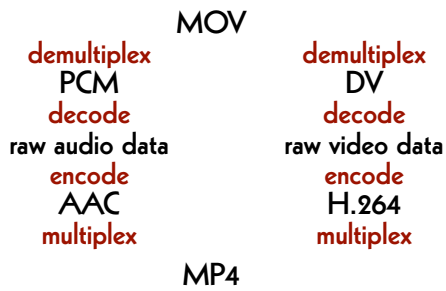 MOV
demultiplex demultiplex
PCM DV
decode decode
raw audio data raw video data
encode encode
AAC H.264
multiplex multiplex
MP4